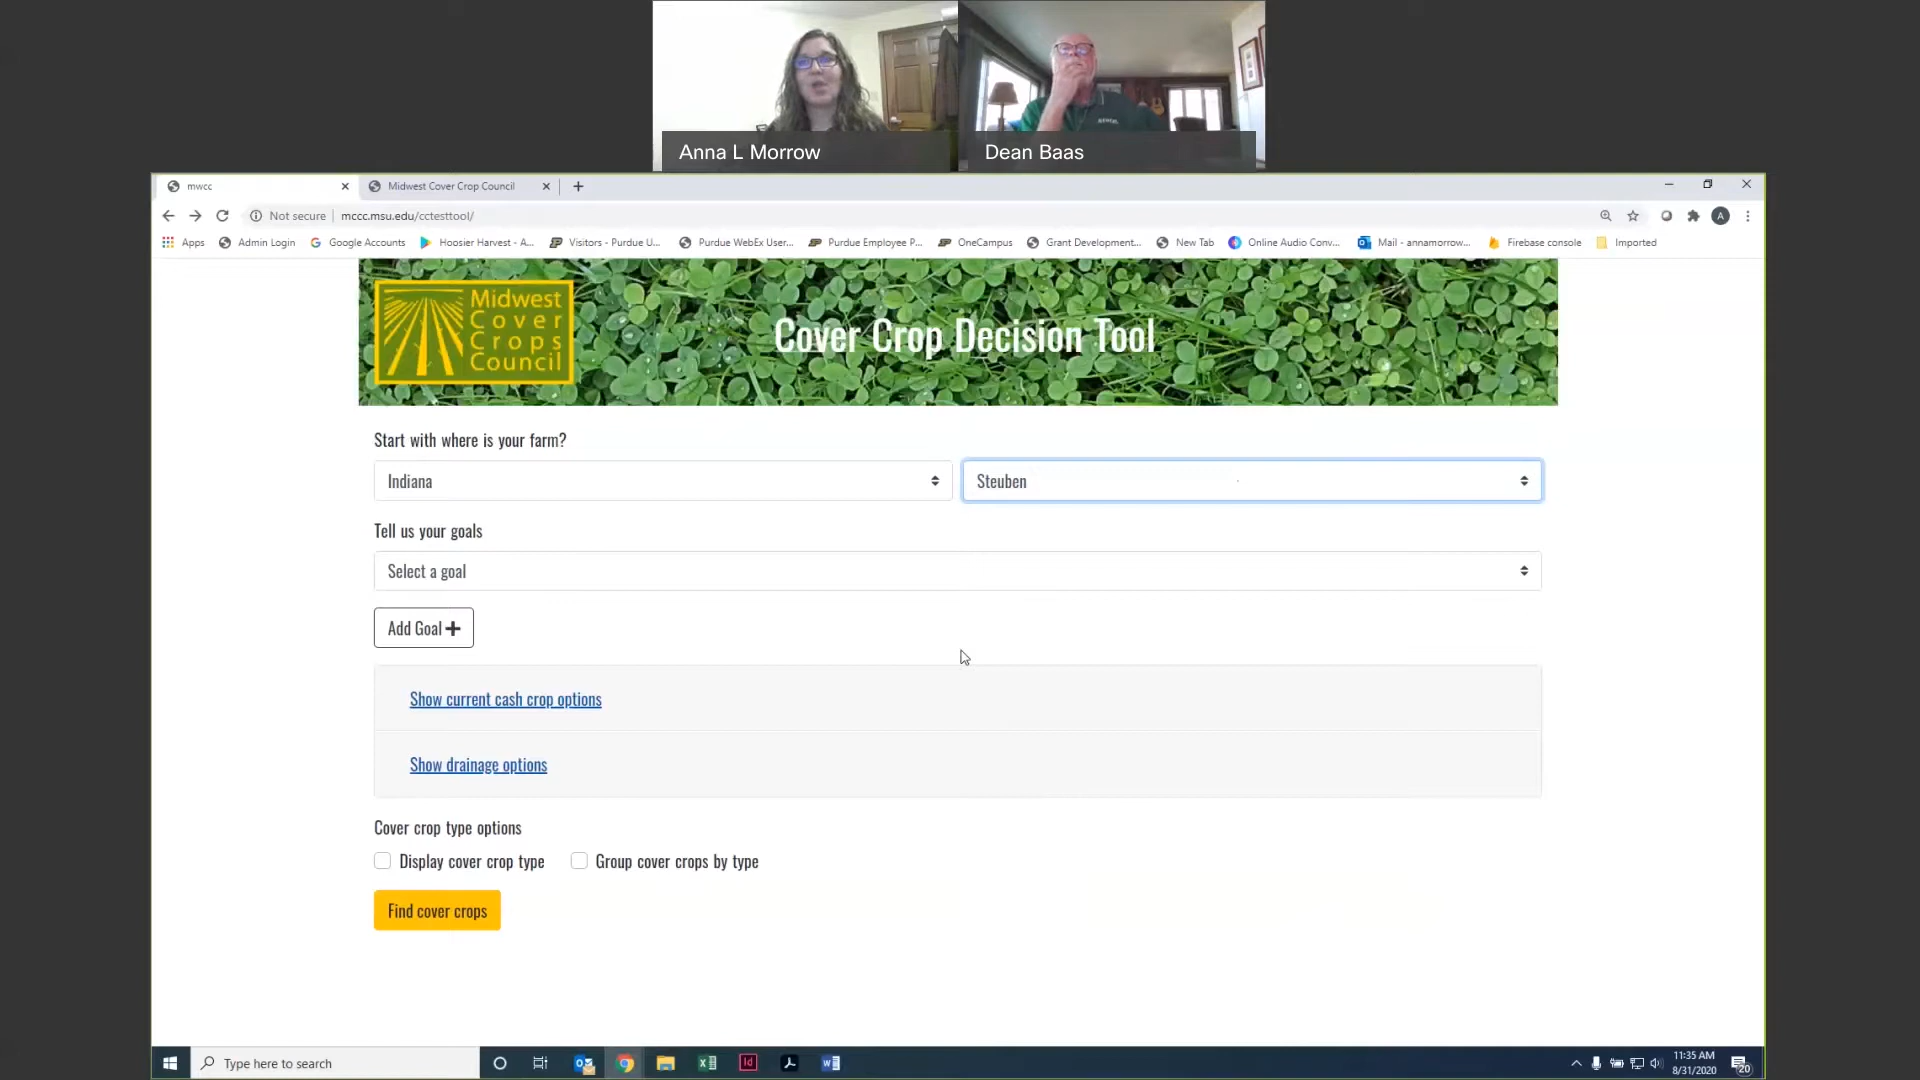 Anna L Morrow
Dean Baas
mwcc
Midwest Cover Crop Council
Not secure
mccc.msu.edu/cctesttool/
A
Apps
Admin Login
Google Accounts
Hoosier Harvest - A...
Visitors - Purdue U...
Purdue WebEx User...
Purdue Employee P...
OneCampus
Grant Development...
New Tab
Online Audio Conv...
Mail - annamorrow...
Firebase console
Imported
Midwest
Cover
Crops
Council
Cover Crop Decision Tool
Start with where is your farm?
Indiana
Steuben
Tell us your goals
Select a goal
Add Goal
Show current cash crop options
Show drainage options
Cover crop type options
Display cover crop type
Group cover crops by type
Find cover crops
Type here to search
Id
11:35 AM
8/31/2020
20